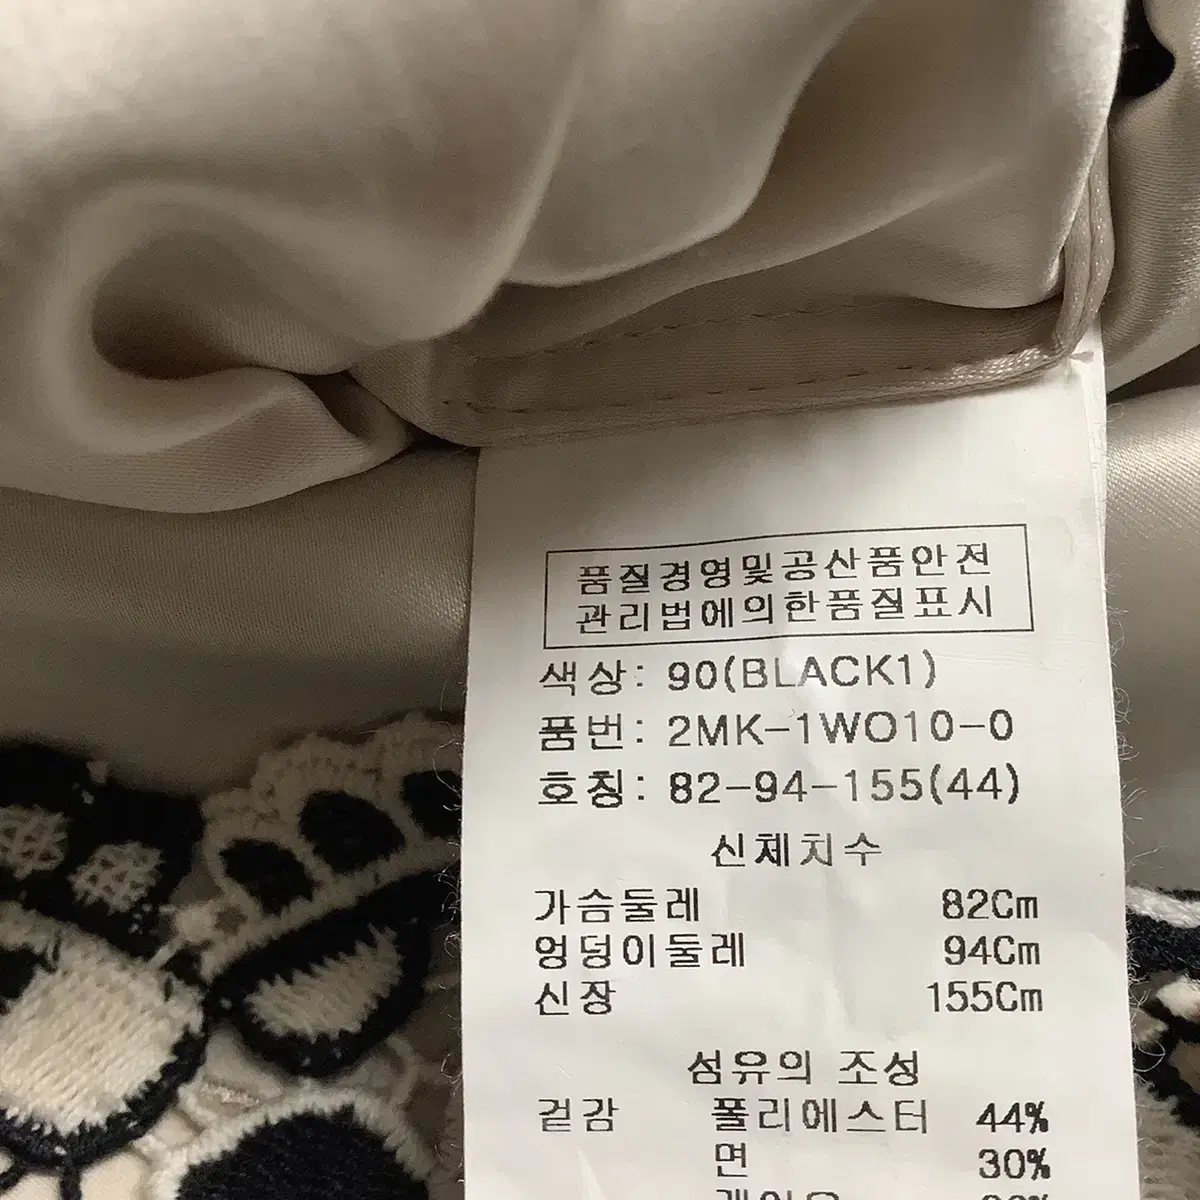 품질경영및공산품안전
관리법에의한품질표시
색상: 90(BLACK1)
품번: 2MK-1WO10-0
호칭: 82-94-155(44)
신체치수
가슴둘레 82Cm
엉덩이둘레 94Cm
신장 155Cm
섬유의 조성
겉감 폴리에스터 44%
면 30%